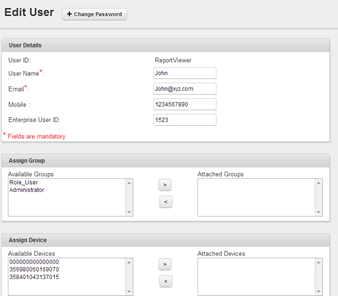 Edit User
+ Change Password
User Details
User ID: ReportViewer
User Name*: John
Email*: John@xyz.com
Mobile : 1234567890
Enterprise User ID: 1523
* Fields are mandatory
Assign Group
Available Groups Attached Groups
Role_User
Administrator
>
<
Assign Device
Available Devices Attached Devices
000000000000000
356980050169070
358401043137015
>
<